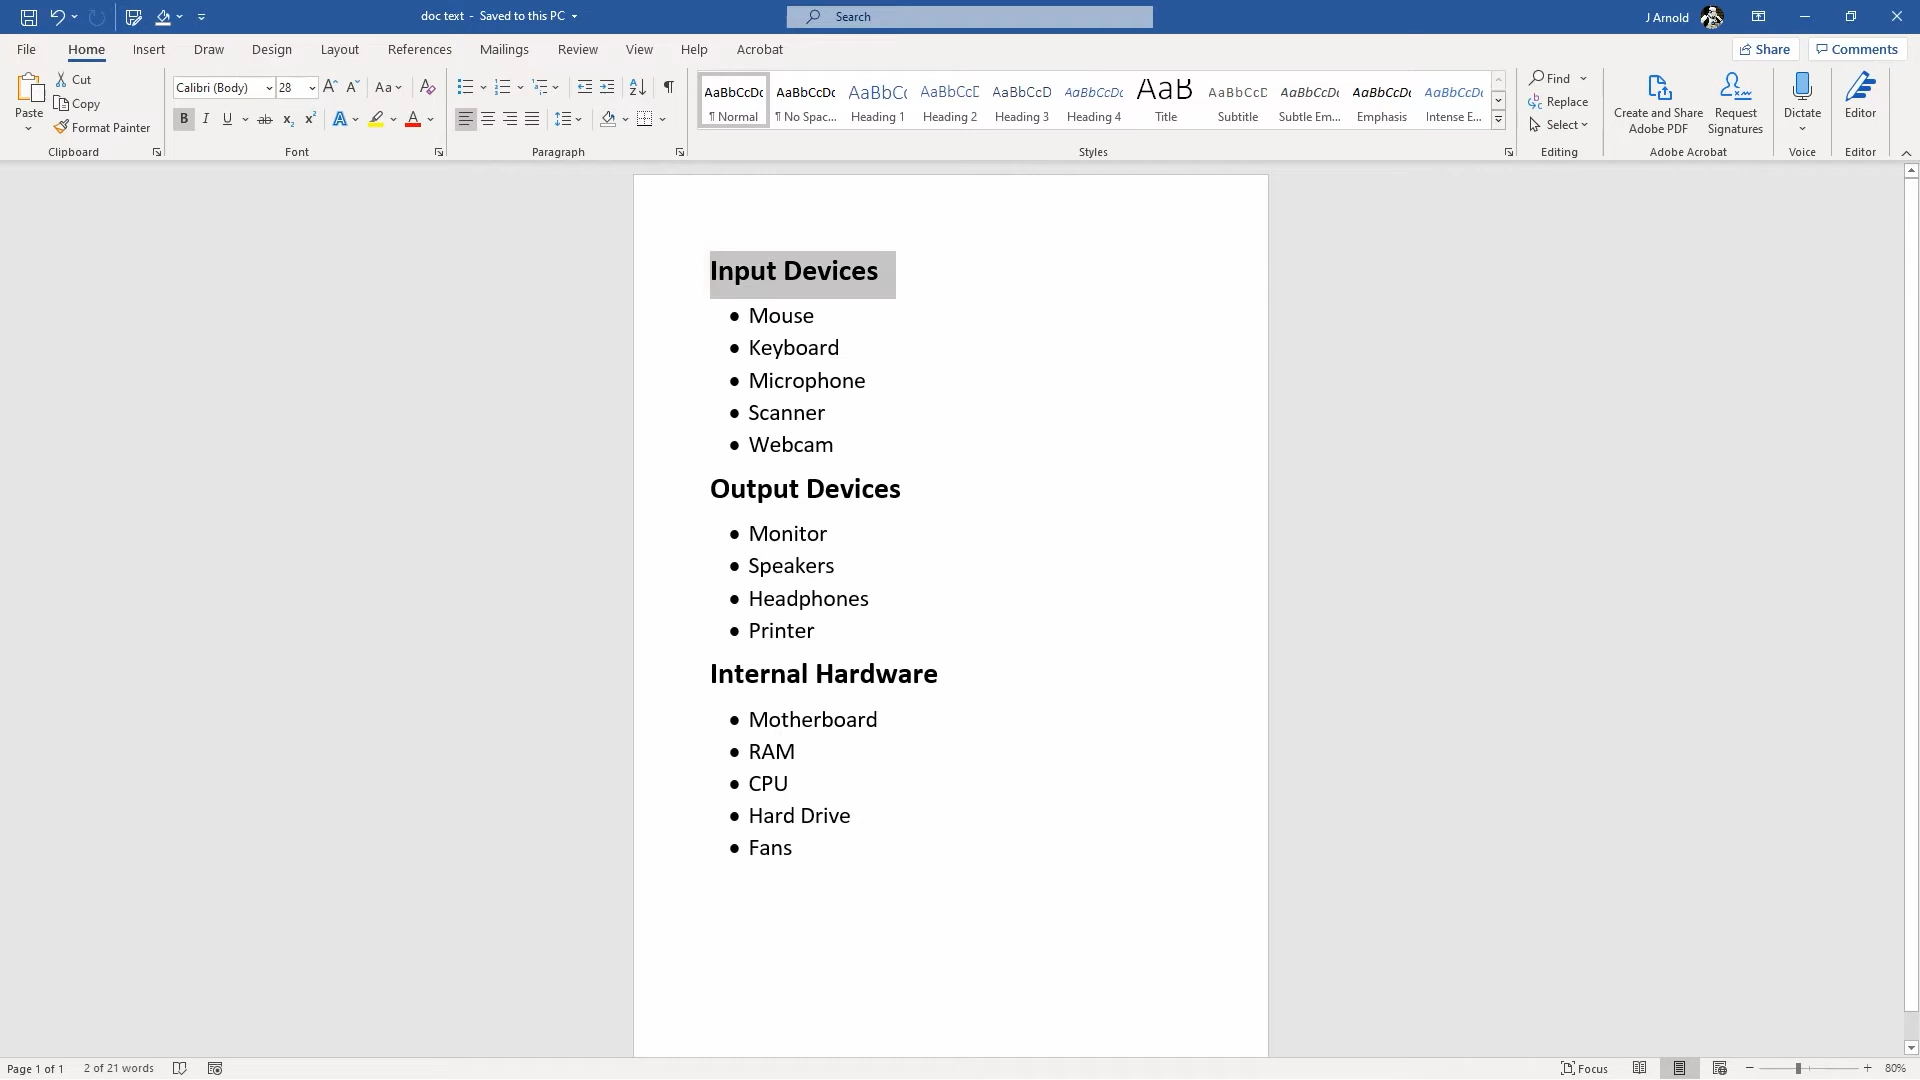 doc text - Saved to this PC
Search
J Arnold
File Home Insert Draw Design Layout References Mailings Review View Help Acrobat
Share Comments
Paste
Cut
Copy
Format Painter
Clipboard
Calibri (Body) 28
Font
Paragraph
AaBbCcDc AaBbCcDc AaBbCc AaBbCcD AaBbCcD AaBbCcDc AaB AaBbCcD AaBbCcDc AaBbCcDc AaBbCcDc
¶ Normal ¶ No Spac... Heading 1 Heading 2 Heading 3 Heading 4 Title Subtitle Subtle Em... Emphasis Intense E...
Styles
Find
Replace
Select
Editing
Create and Share
Adobe PDF
Request
Signatures
Adobe Acrobat
Dictate
Voice
Editor
Editor
Input Devices
• Mouse
• Keyboard
• Microphone
• Scanner
• Webcam
Output Devices
• Monitor
• Speakers
• Headphones
• Printer
Internal Hardware
• Motherboard
• RAM
• CPU
• Hard Drive
• Fans
Page 1 of 1 2 of 21 words
Focus
80%